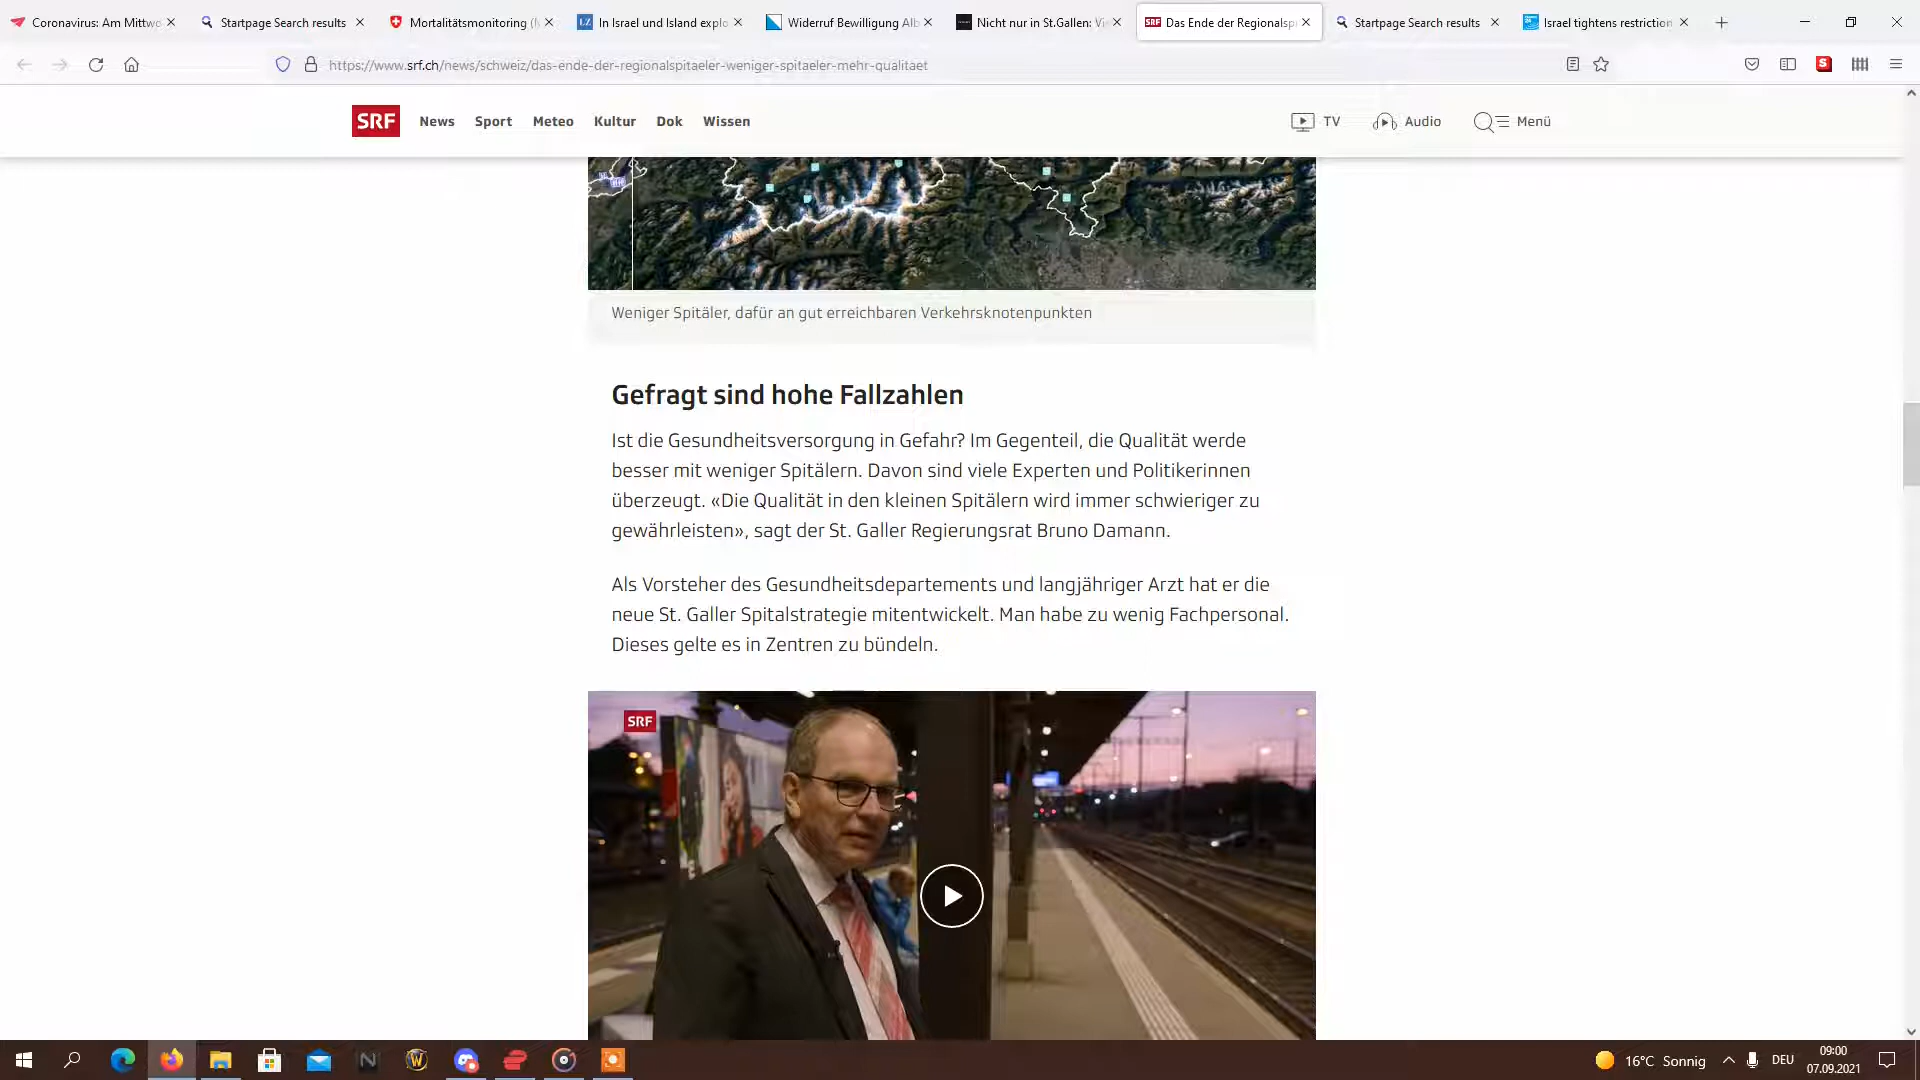 Coronavirus: Am Mittwo
Startpage Search results
Mortalitätsmonitoring (
In Israel und Island explo
Widerruf Bewilligung Alb
Nicht nur in St.Gallen: Vi
Das Ende der Regionalsp
Startpage Search results
Israel tightens restriction
https://www.srf.ch/news/schweiz/das-ende-der-regionalspitaeler-weniger-spitaeler-mehr-qualitaet
SRF News Sport Meteo Kultur Dok Wissen TV Audio Menü
Weniger Spitäler, dafür an gut erreichbaren Verkehrsknotenpunkten
Gefragt sind hohe Fallzahlen
Ist die Gesundheitsversorgung in Gefahr? Im Gegenteil, die Qualität werde
besser mit weniger Spitälern. Davon sind viele Experten und Politikerinnen
überzeugt. «Die Qualität in den kleinen Spitälern wird immer schwieriger zu
gewährleisten», sagt der St. Galler Regierungsrat Bruno Damann.
Als Vorsteher des Gesundheitsdepartements und langjähriger Arzt hat er die
neue St. Galler Spitalstrategie mitentwickelt. Man habe zu wenig Fachpersonal.
Dieses gelte es in Zentren zu bündeln.
SRF
16°C Sonnig
DEU
09:00
07.09.2021